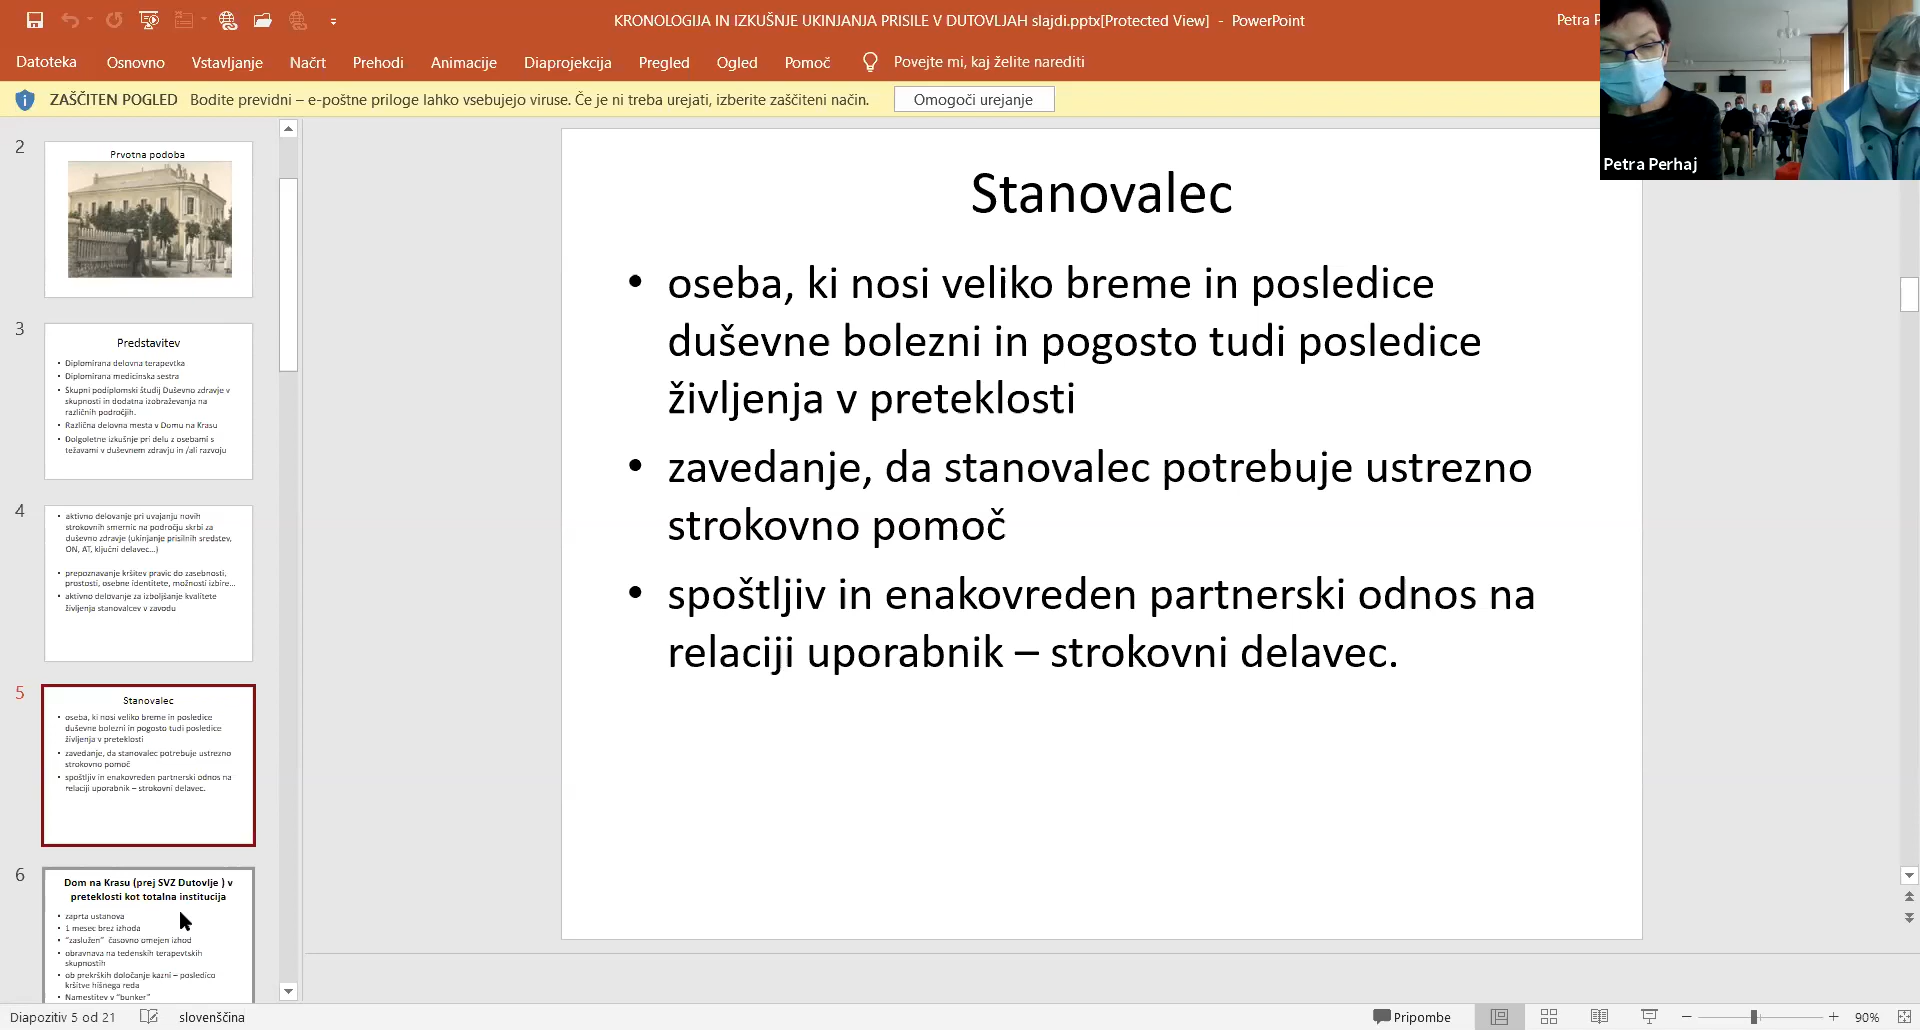 KRONOLOGIJA IN IZKUŠNJE UKINJANJA PRISILE V DUTOVLJAH slajdi.pptx[Protected View] - PowerPoint
Petra P
Datoteka Osnovno Vstavljanje Načrt Prehodi Animacije Diaprojekcija Pregled Ogled Pomoč Povejte mi, kaj želite narediti
ZAŠČITEN POGLED Bodite previdni – e-poštne priloge lahko vsebujejo viruse. Če je ni treba urejati, izberite zaščiteni način. Omogoči urejanje
Petra Perhaj
2
Prvotna podoba
3
Predstavitev
• Diplomirana delovna terapevtka
• Diplomirana medicinska sestra
• Skupni podiplomski študij Duševno zdravje v
skupnosti in dodatna izobraževanja na
različnih področjih.
• Različna delovna mesta v Domu na Krasu
• Dolgoletne izkušnje pri delu z osebami s
težavami v duševnem zdravju in /ali razvoju
4
• aktivno delovanje pri uvajanju novih
strokovnih smernic na področju skrbi za
duševno zdravje (ukinjanje prisilnih sredstev,
ON, AT, ključni delavec...)
• prepoznavanje kršitev pravic do zasebnosti,
prostosti, osebne identitete, možnosti izbire...
• aktivno delovanje za izboljšanje kvalitete
življenja stanovalcev v zavodu
5
Stanovalec
• oseba, ki nosi veliko breme in posledice
duševne bolezni in pogosto tudi posledice
življenja v preteklosti
• zavedanje, da stanovalec potrebuje ustrezno
strokovno pomoč
• spoštljiv in enakovreden partnerski odnos na
relaciji uporabnik – strokovni delavec.
6
Dom na Krasu (prej SVZ Dutovlje ) v
preteklosti kot totalna institucija
• zaprta ustanova
• 1 mesec brez izhoda
• "zaslužen" časovno omejen izhod
• obravnava na tedenskih terapevtskih
skupnostih
• ob prekrških določanje kazni – posledica
kršitve hišnega reda
• Namestitev v "bunker"
Stanovalec
• oseba, ki nosi veliko breme in posledice
duševne bolezni in pogosto tudi posledice
življenja v preteklosti
• zavedanje, da stanovalec potrebuje ustrezno
strokovno pomoč
• spoštljiv in enakovreden partnerski odnos na
relaciji uporabnik – strokovni delavec.
Diapozitiv 5 od 21 slovenščina Pripombe 90%